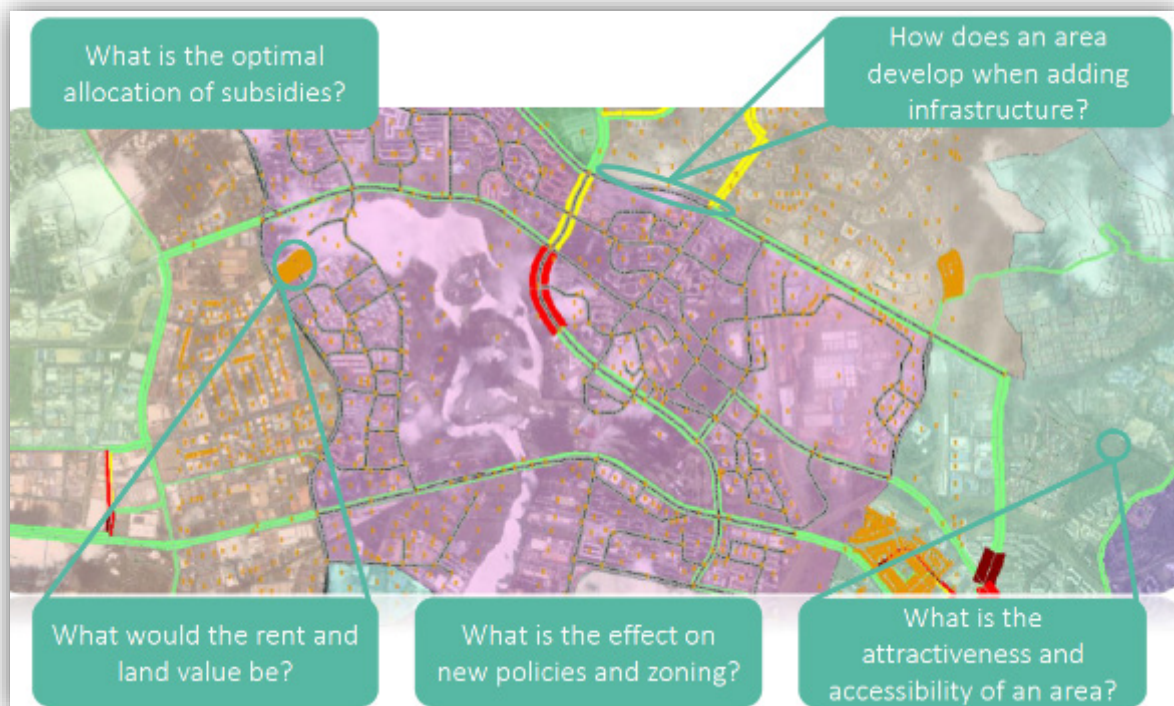 What is the optimal
allocation of subsidies?
How does an area
develop when adding
infrastructure?
What would the rent and
land value be?
What is the effect on
new policies and zoning?
What is the
attractiveness and
accessibility of an area?